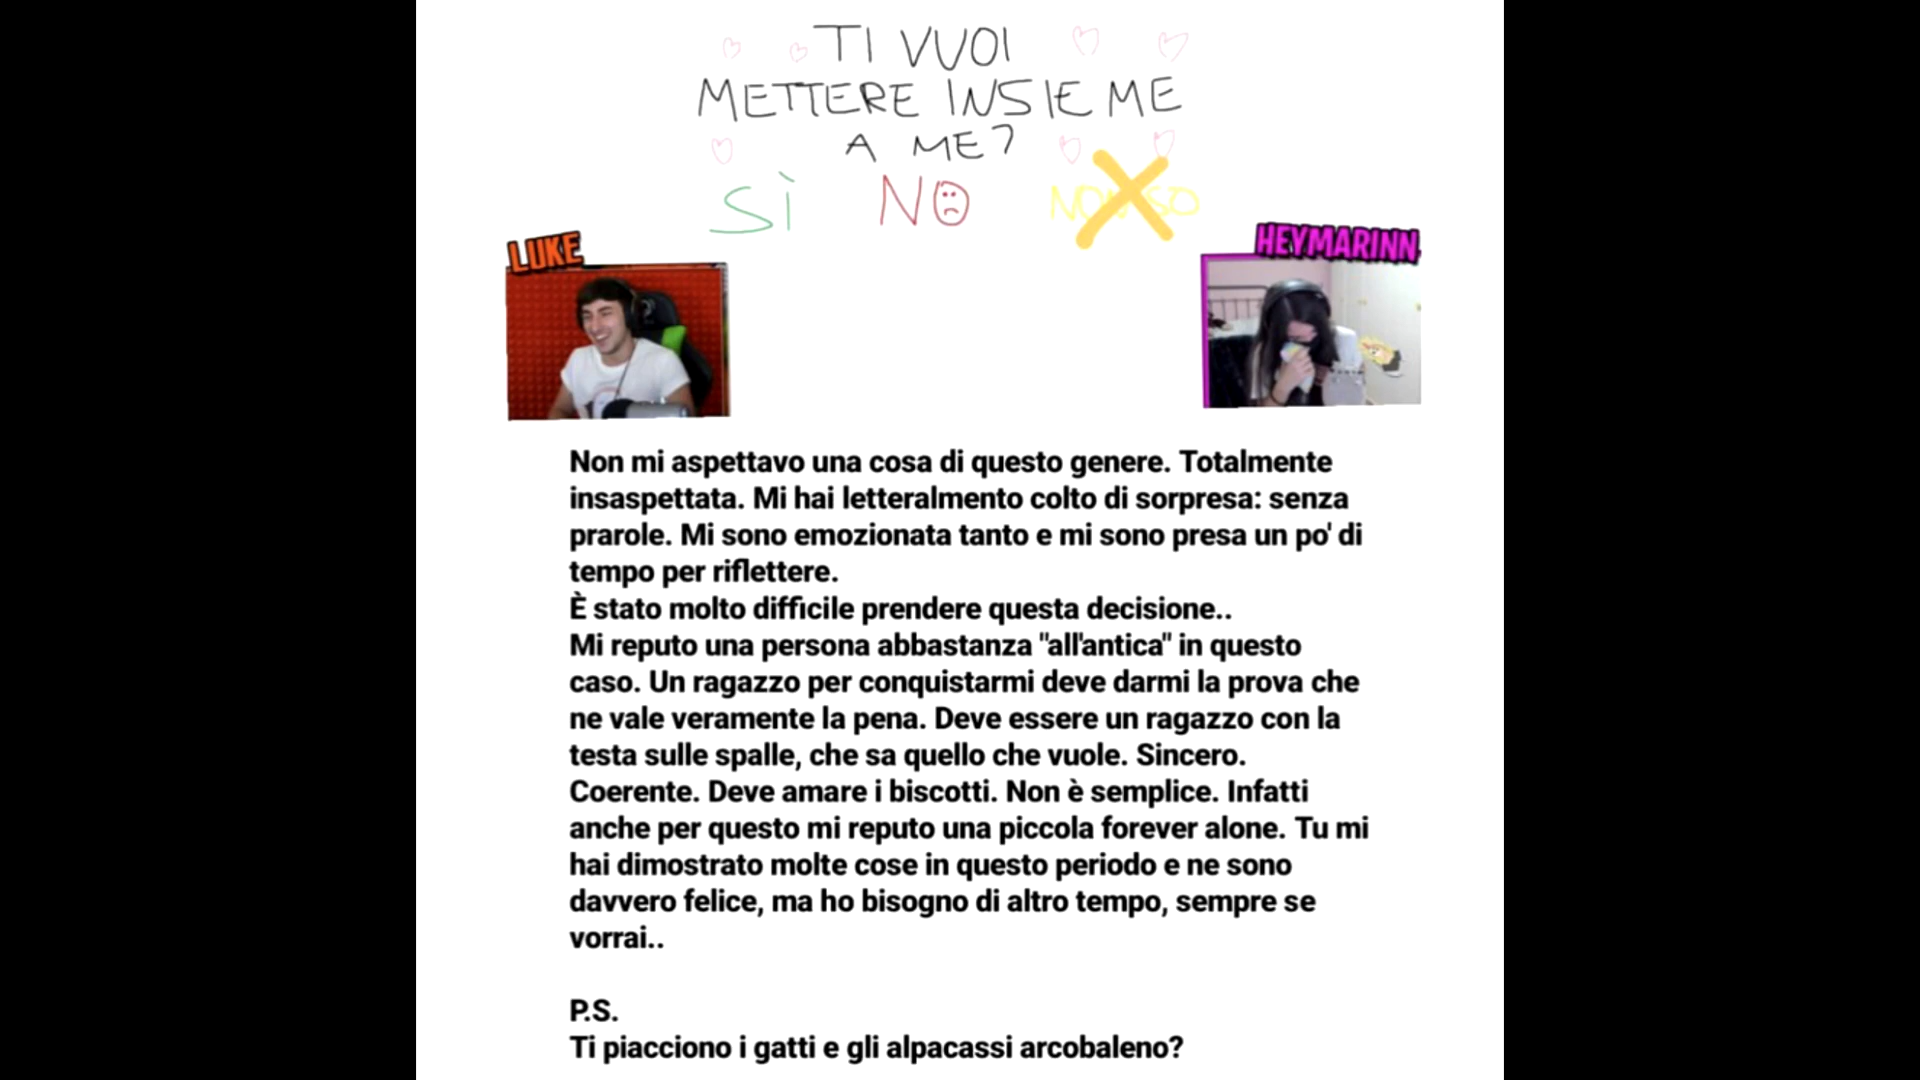 TI VUOI
METTERE INSIEME
A ME?
SÌ NO NON SO
LUKE
HEYMARINN
Non mi aspettavo una cosa di questo genere. Totalmente
insaspettata. Mi hai letteralmento colto di sorpresa: senza
prarole. Mi sono emozionata tanto e mi sono presa un po' di
tempo per riflettere.
È stato molto difficile prendere questa decisione..
Mi reputo una persona abbastanza "all'antica" in questo
caso. Un ragazzo per conquistarmi deve darmi la prova che
ne vale veramente la pena. Deve essere un ragazzo con la
testa sulle spalle, che sa quello che vuole. Sincero.
Coerente. Deve amare i biscotti. Non è semplice. Infatti
anche per questo mi reputo una piccola forever alone. Tu mi
hai dimostrato molte cose in questo periodo e ne sono
davvero felice, ma ho bisogno di altro tempo, sempre se
vorrai..
P.S.
Ti piacciono i gatti e gli alpacassi arcobaleno?